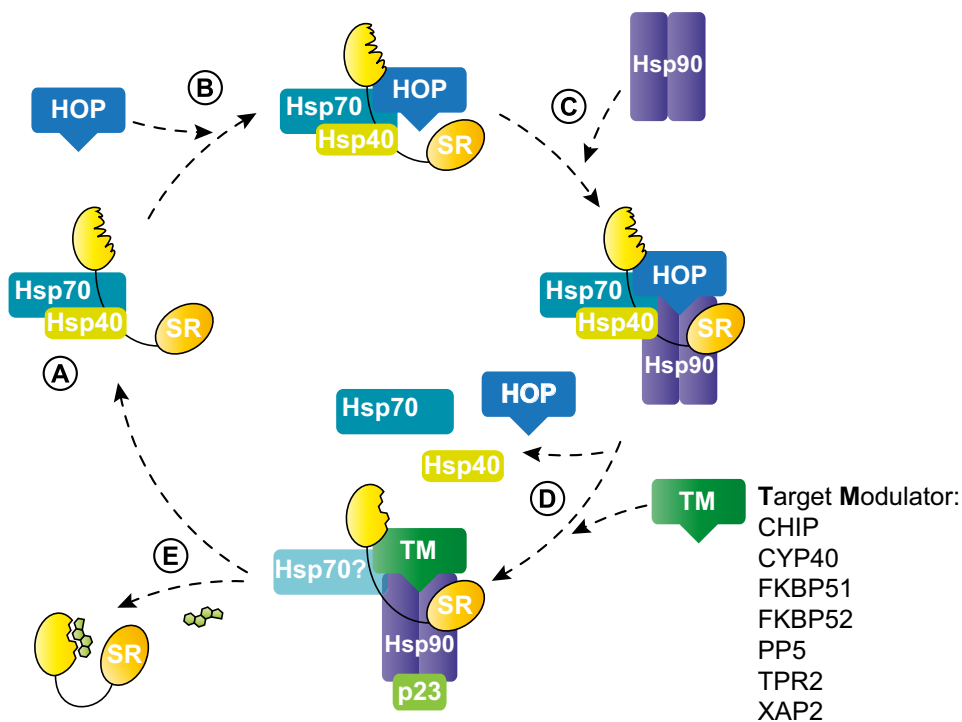 Hsp90
B
HOP
HOP
Hsp70
C
Hsp40
SR
HOP
Hsp70
Hsp70
Hsp40
SR
Hsp40
SR
Hsp90
A
Hsp70
HOP
Hsp40
D
TM
Target Modulator:
CHIP
CYP40
FKBP51
FKBP52
PP5
TPR2
XAP2
E
TM
Hsp70?
SR
Hsp90
SR
p23